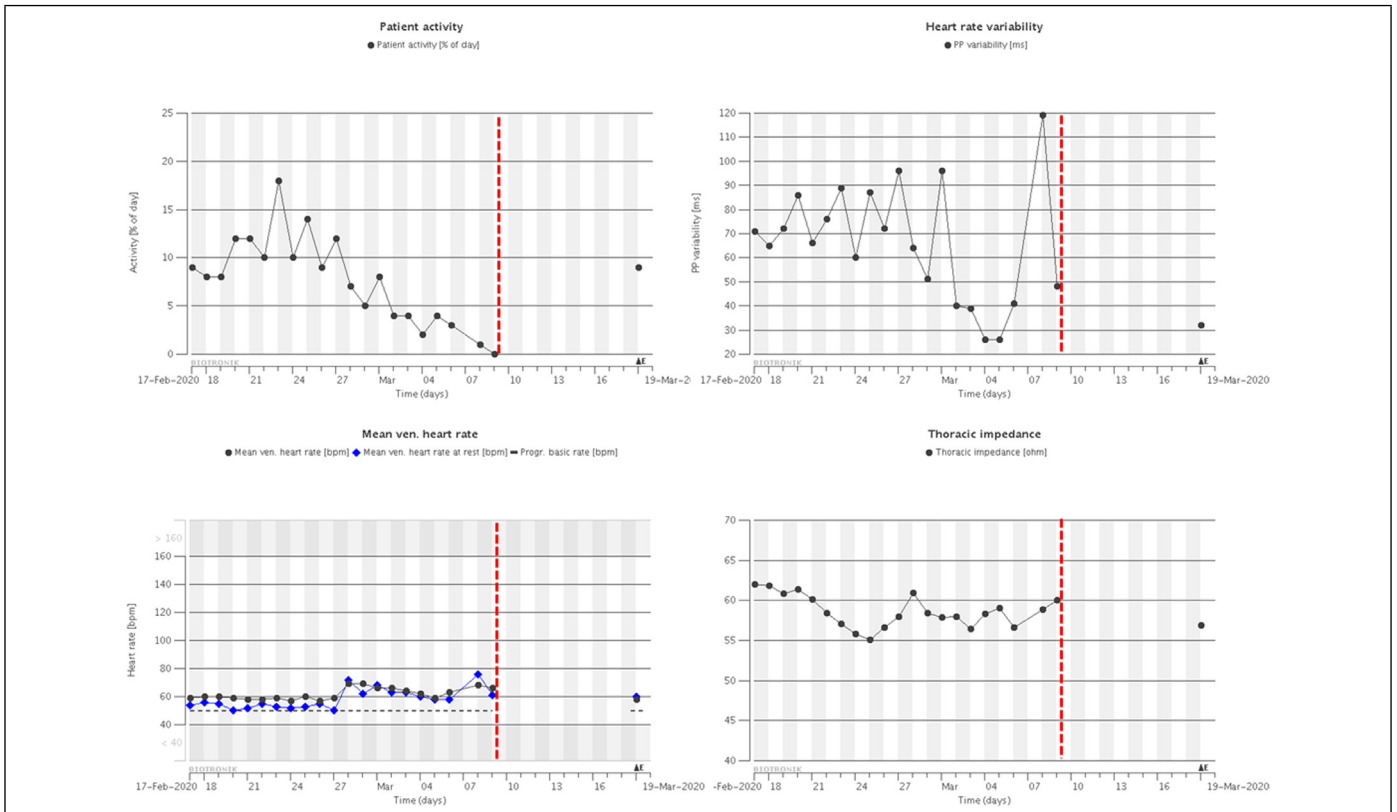 Patient activity
Patient activity [% of day]
25
20
15
10
5
0
Activity [% of day]
BIOTRONIK
E
17-Feb-2020 18 21 24 27 Mar 04 07 10 13 16 19-Mar-2
Time (days)
Heart rate variability
PP variability [ms]
120
110
100
90
80
70
60
50
40
30
20
PP variability [ms]
BIOTRONIK
E
17-Feb-2020 18 21 24 27 Mar 04 07 10 13 16 19-Mar-2020
Time (days)
Mean ven. heart rate
Mean ven. heart rate [bpm] Mean ven. heart rate at rest [bpm] Progr. basic rate [bpm]
> 160
160
140
120
100
80
60
40
< 40
Heart rate [bpm]
BIOTRONIK
E
17-Feb-2020 18 21 24 27 Mar 04 07 10 13 16 19-Mar-2020
Time (days)
Thoracic impedance
Thoracic impedance [ohm]
70
65
60
55
50
45
40
BIOTRONIK
E
-Feb-2020 18 21 24 27 Mar 04 07 10 13 16 19-Mar-2020
Time (days)